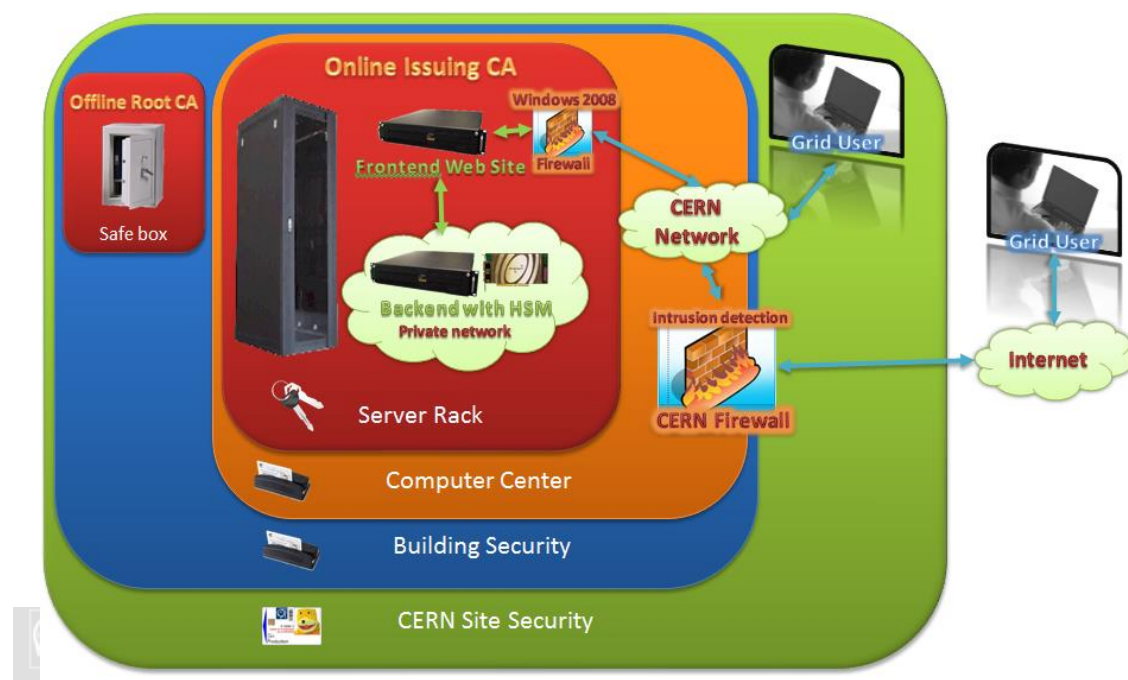 Online Issuing CA
Offline Root CA
Safe box
Windows 2008
Firewall
Frontend Web Site
Backend with HSM
Private network
Server Rack
CERN
Network
Grid User
Grid User
Internet
Intrusion detection
CERN Firewall
Computer Center
Building Security
CERN Site Security